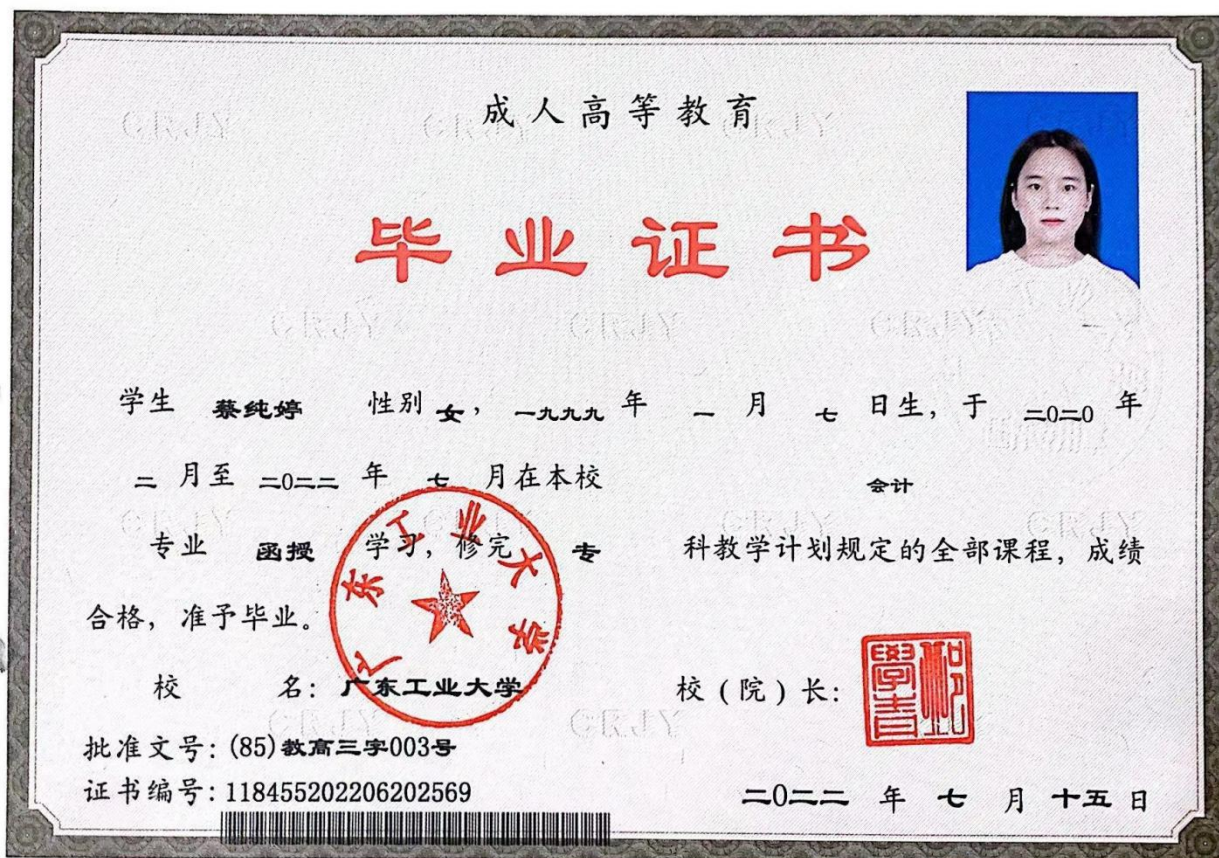 成人高等教育
毕业证书
学生 蔡纯婷 性别 女, 一九九九 年 一 月 七 日生, 于 二0二0 年
二 月至 二0二二 年 七 月在本校 会计
专业 函授 学习, 修完 专 科教学计划规定的全部课程, 成绩
合格, 准予毕业。
广东工业大学
校 名: 广东工业大学 校(院)长:
批准文号: (85)教高三字003号
证书编号: 118455202206202569
二0二二 年 七 月 十五 日